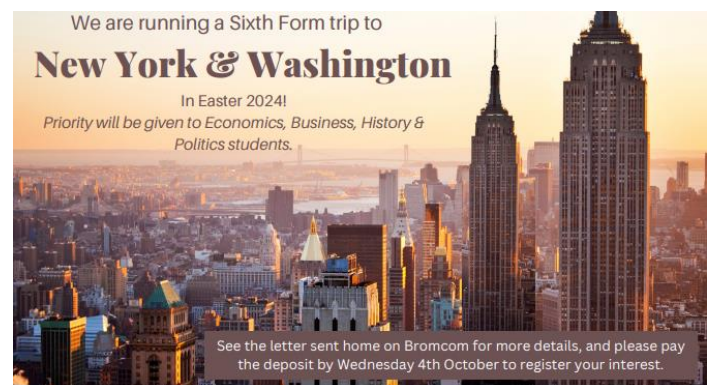 We are running a Sixth Form trip to
New York & Washington
In Easter 2024!
Priority will be given to Economics, Business, History &
Politics students.
See the letter sent home on Bromcom for more details, and please pay
the deposit by Wednesday 4th October to register your interest.